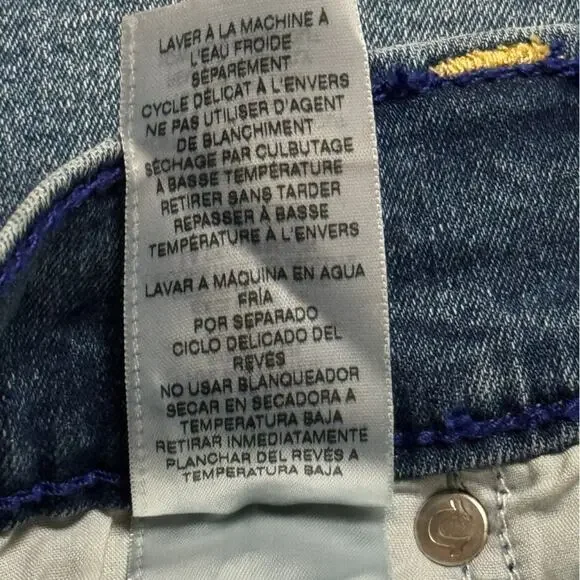 LAVER À LA MACHINE À
L'EAU FROIDE
SÉPARÉMENT
CYCLE DÉLICAT À L'ENVERS
NE PAS UTILISER D'AGENT
DE BLANCHIMENT
SÉCHAGE PAR CULBUTAGE
À BASSE TEMPÉRATURE
RETIRER SANS TARDER
REPASSER À BASSE
TEMPÉRATURE À L'ENVERS
LAVAR A MÁQUINA EN AGUA
FRÍA
POR SEPARADO
CICLO DELICADO DEL
REVÉS
NO USAR BLANQUEADOR
SECAR EN SECADORA A
TEMPERATURA BAJA
RETIRAR INMEDIATAMENTE
PLANCHAR DEL REVÉS A
TEMPERATURA BAJA